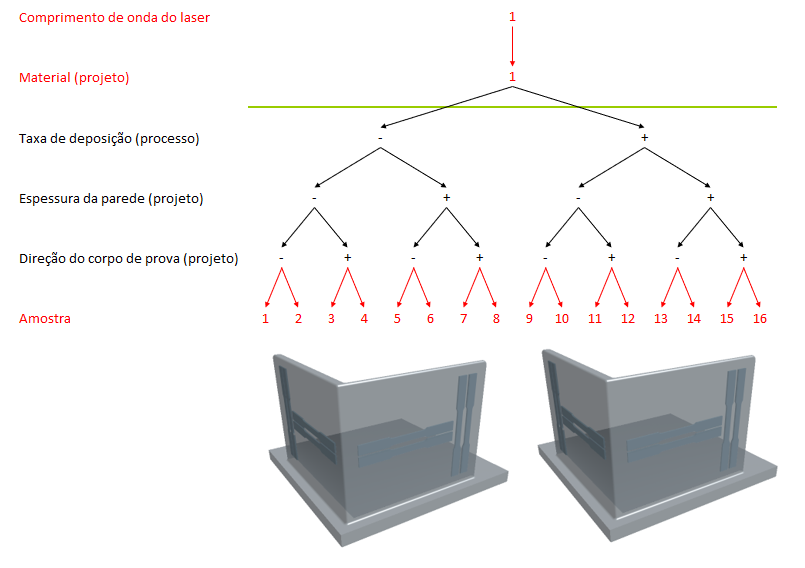 Comprimento de onda do laser 1
Material (projeto) 1
Taxa de deposição (processo) - +
Espessura da parede (projeto) - + - +
Direção do corpo de prova (projeto) - + - + - + - +
Amostra 1 2 3 4 5 6 7 8 9 10 11 12 13 14 15 16